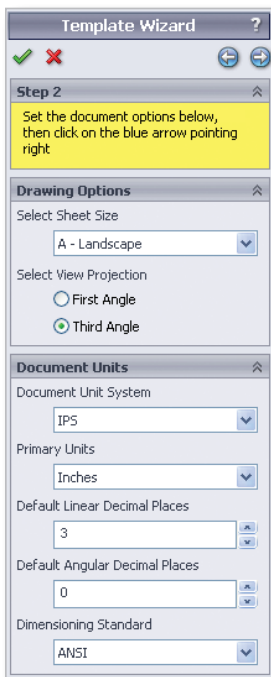 Template Wizard ?
Step 2
Set the document options below,
then click on the blue arrow pointing
right
Drawing Options
Select Sheet Size
A - Landscape
Select View Projection
First Angle
Third Angle
Document Units
Document Unit System
IPS
Primary Units
Inches
Default Linear Decimal Places
3
Default Angular Decimal Places
0
Dimensioning Standard
ANSI